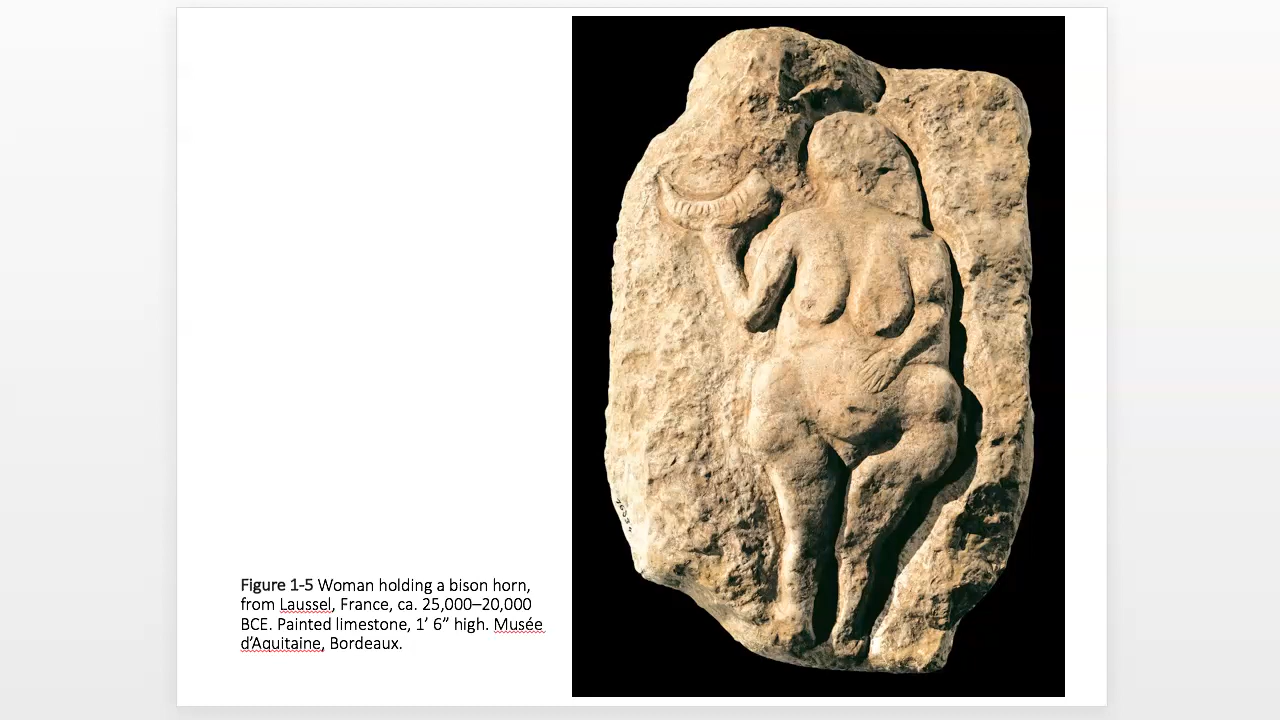 Figure 1-5 Woman holding a bison horn,
from Laussel, France, ca. 25,000–20,000
BCE. Painted limestone, 1’ 6” high. Musée
d’Aquitaine, Bordeaux.